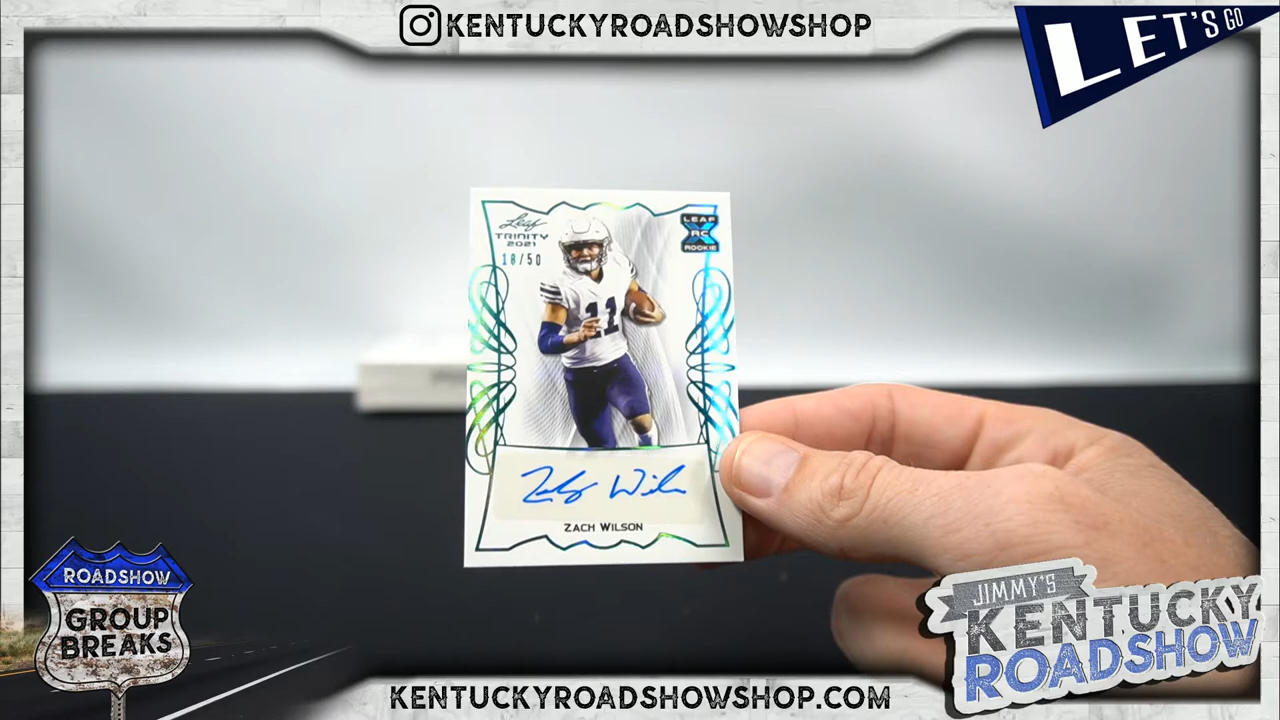 KENTUCKYROADSHOWSHOP
LET'S GO
Leaf
TRINITY
2021
18/50
LEAF
RC
ROOKIE
11
Zach Wilson
ZACH WILSON
ROADSHOW
GROUP
BREAKS
JIMMY'S
KENTUCKY
ROADSHOW
KENTUCKYROADSHOWSHOP.COM